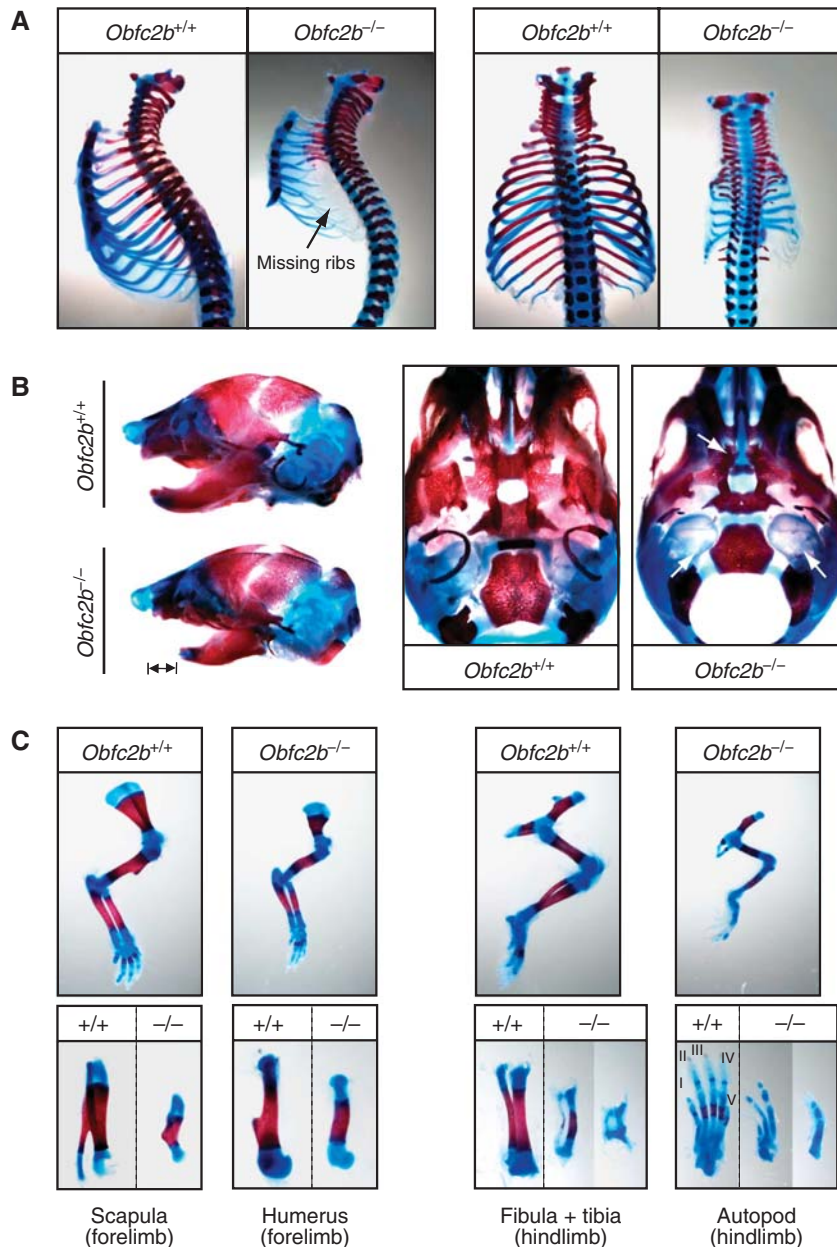 A
Obfc2b+/+
Obfc2b−/−
Obfc2b+/+
Obfc2b−/−
Missing ribs
B
Obfc2b+/+
Obfc2b−/−
Obfc2b+/+
Obfc2b−/−
C
Obfc2b+/+
Obfc2b−/−
Obfc2b+/+
Obfc2b−/−
+/+
−/−
+/+
−/−
+/+
−/−
+/+
−/−
I
II
III
IV
V
Scapula
(forelimb)
Humerus
(forelimb)
Fibula + tibia
(hindlimb)
Autopod
(hindlimb)